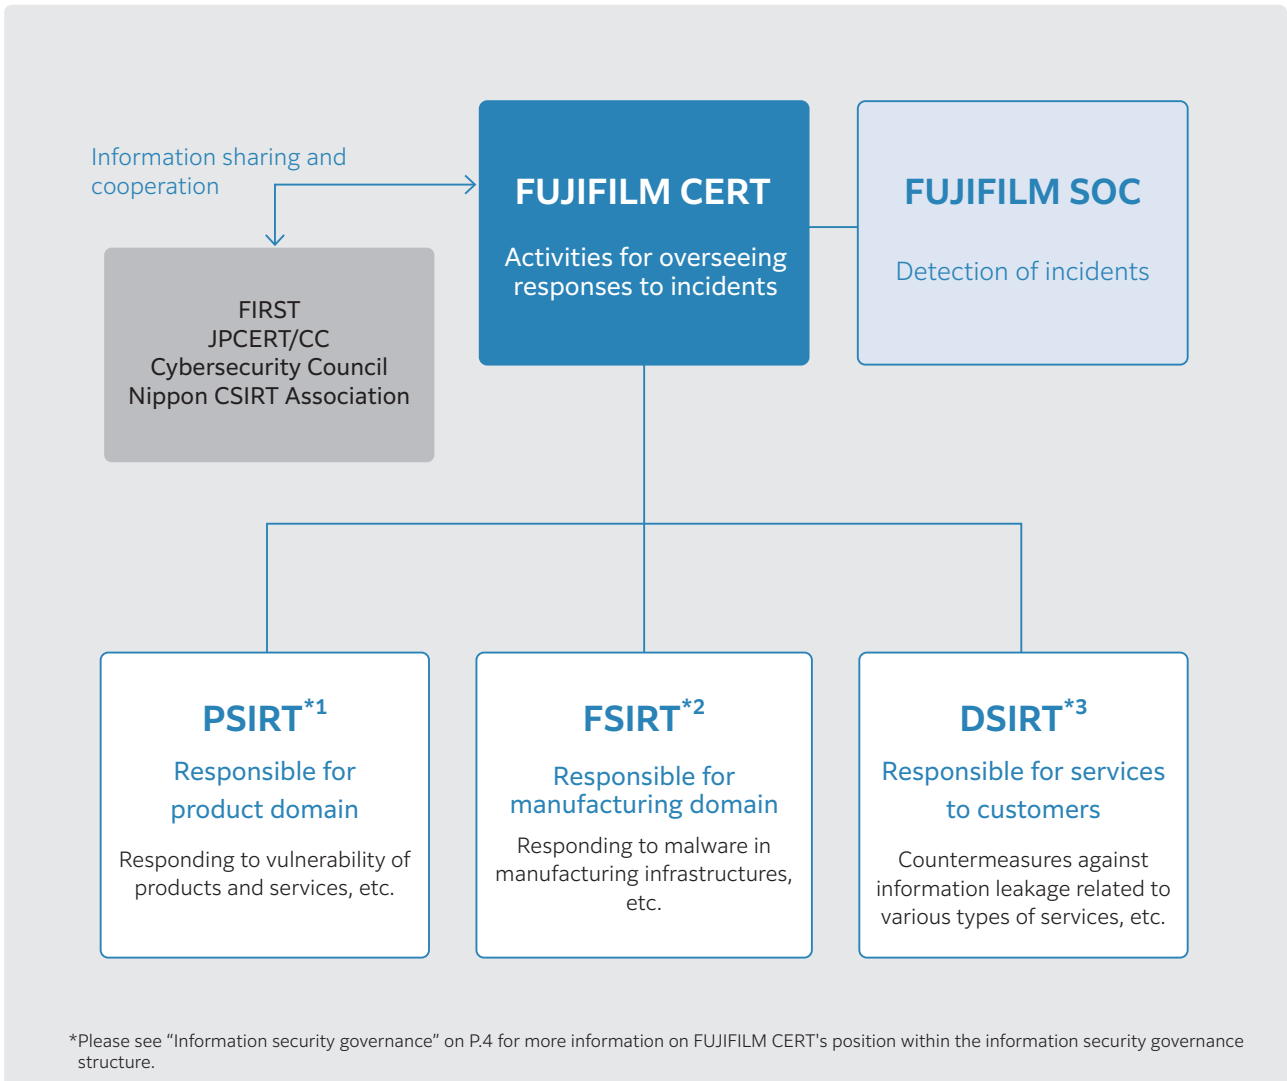 Information sharing and
cooperation
FUJIFILM CERT
Activities for overseeing
responses to incidents
FUJIFILM SOC
Detection of incidents
FIRST
JPCERT/CC
Cybersecurity Council
Nippon CSIRT Association
PSIRT*1
Responsible for
product domain
Responding to vulnerability of
products and services, etc.
FSIRT*2
Responsible for
manufacturing domain
Responding to malware in
manufacturing infrastructures,
etc.
DSIRT*3
Responsible for services
to customers
Countermeasures against
information leakage related to
various types of services, etc.
*Please see “Information security governance” on P.4 for more information on FUJIFILM CERT's position within the information security governance
structure.